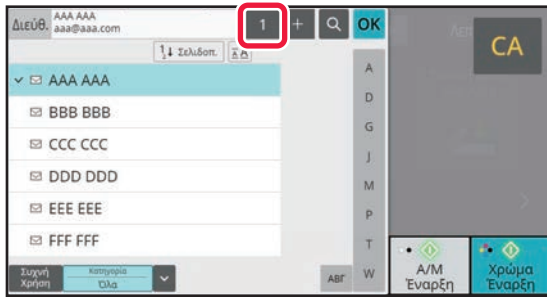 Διεύθ. AAA AAA
aaa@aaa.com
1
+
OK
CA
Σελιδοπ.
AAA AAA
BBB BBB
CCC CCC
DDD DDD
EEE EEE
FFF FFF
A
D
G
J
M
P
T
W
Συχνή
Χρήση
Κατηγορία
Όλα
ΑΒΓ
Α/Μ
Έναρξη
Χρώμα
Έναρξη